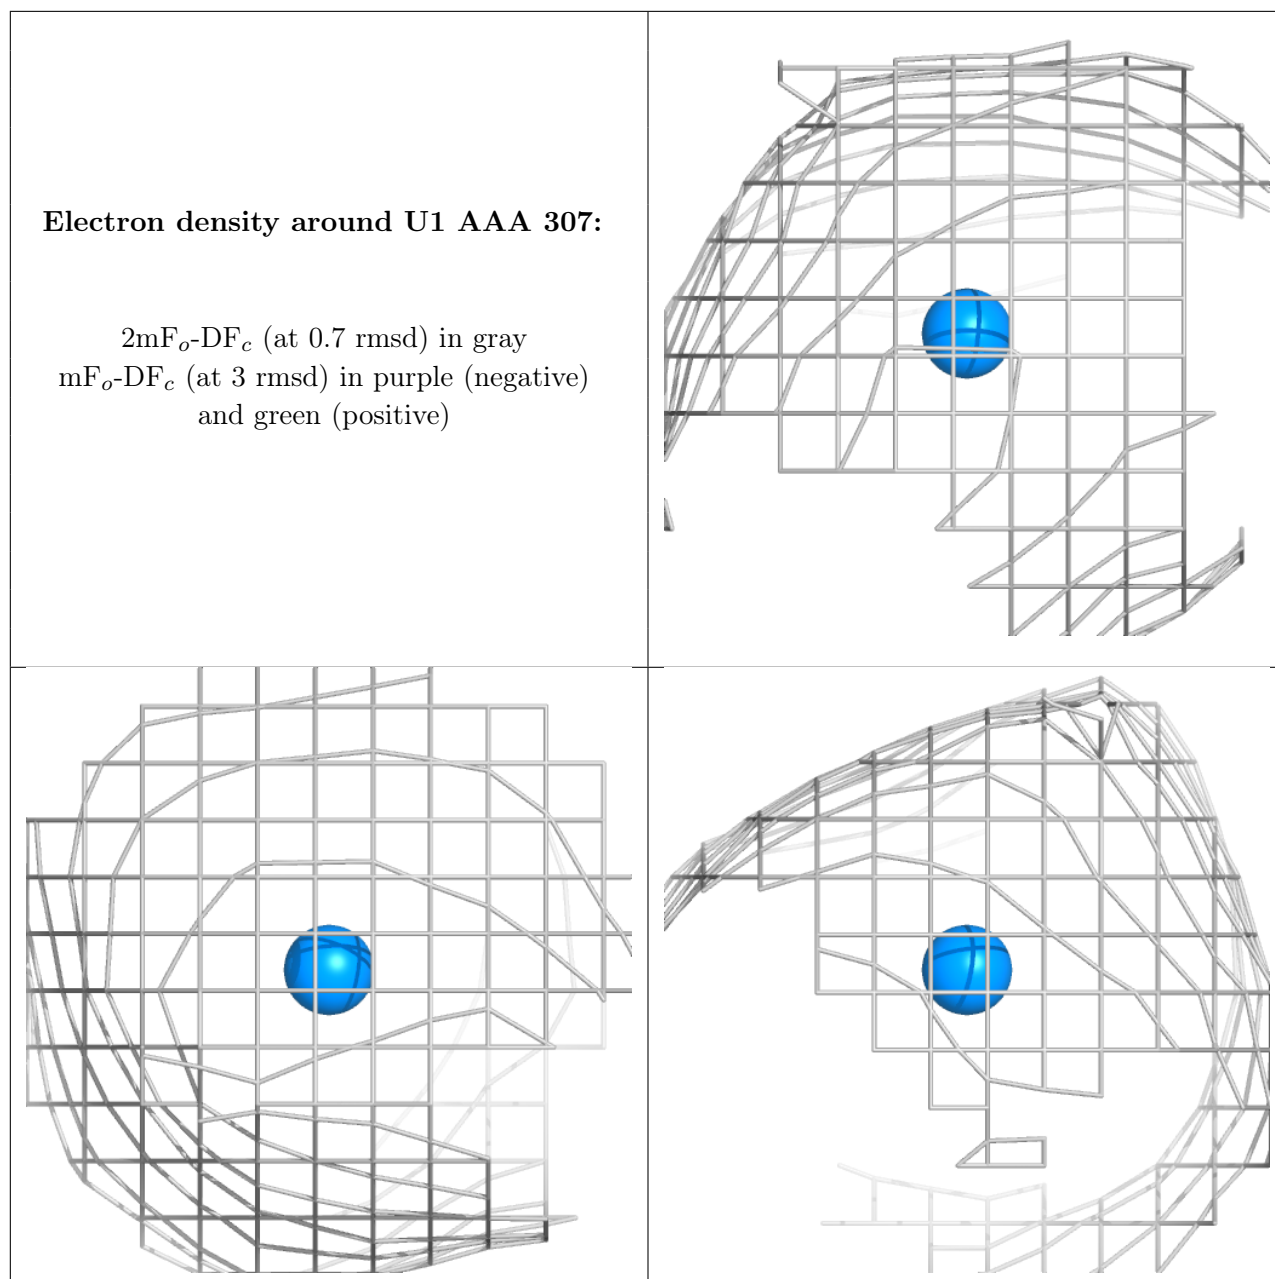 Electron density around U1 AAA 307:
2mFo-DFc (at 0.7 rmsd) in gray
mFo-DFc (at 3 rmsd) in purple (negative)
and green (positive)